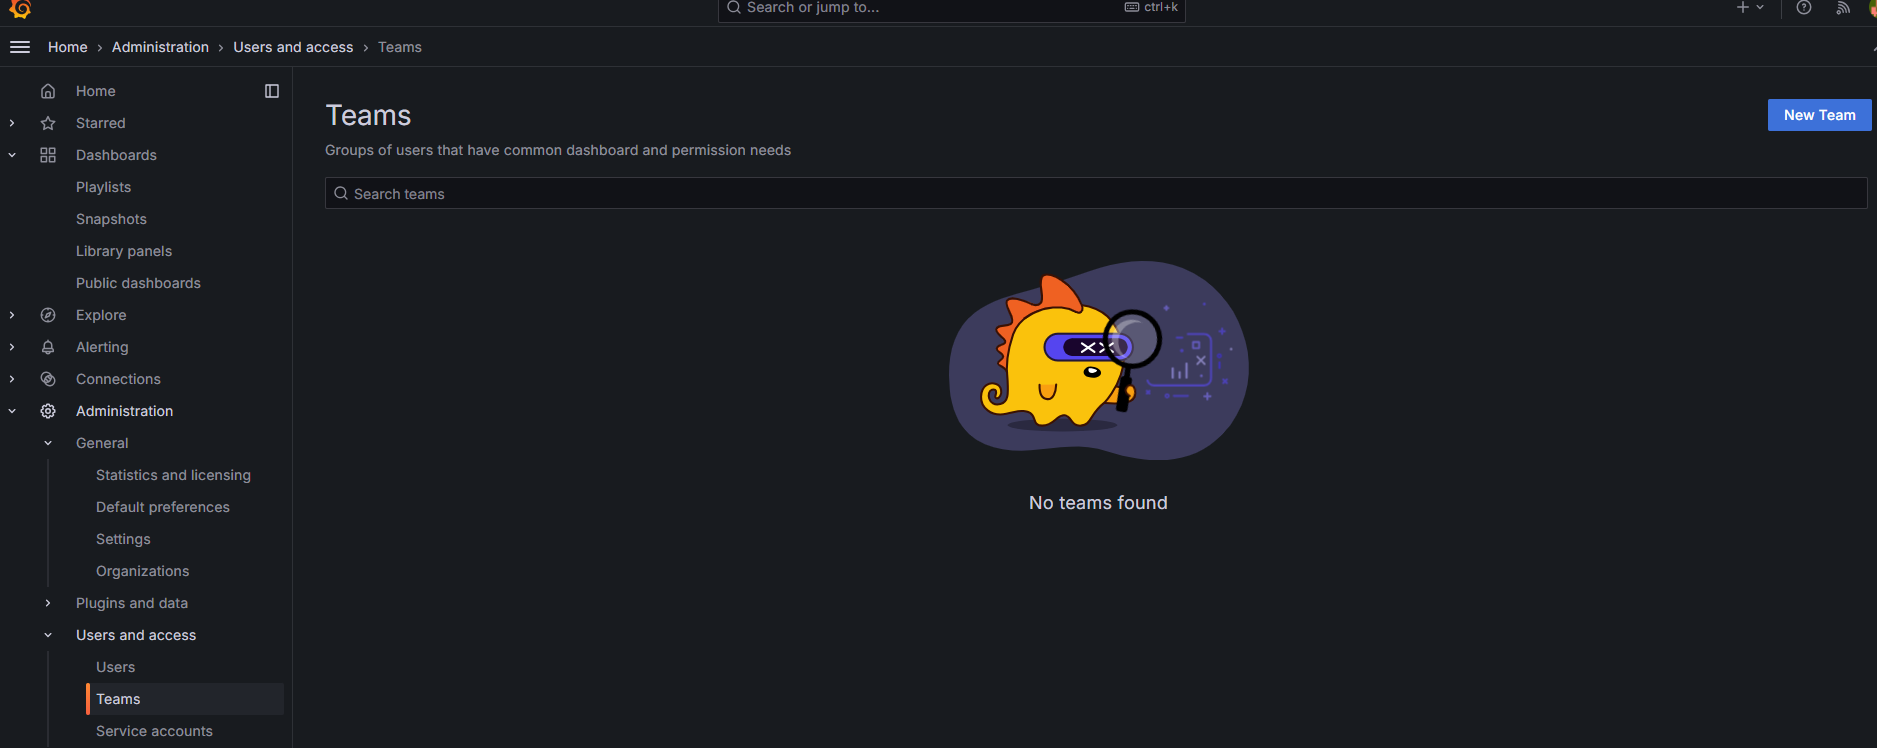 Search or jump to...
ctrl+k
Home › Administration › Users and access › Teams
Home
Starred
Dashboards
Playlists
Snapshots
Library panels
Public dashboards
Explore
Alerting
Connections
Administration
General
Statistics and licensing
Default preferences
Settings
Organizations
Plugins and data
Users and access
Users
Teams
Service accounts
Teams
New Team
Groups of users that have common dashboard and permission needs
Search teams
No teams found